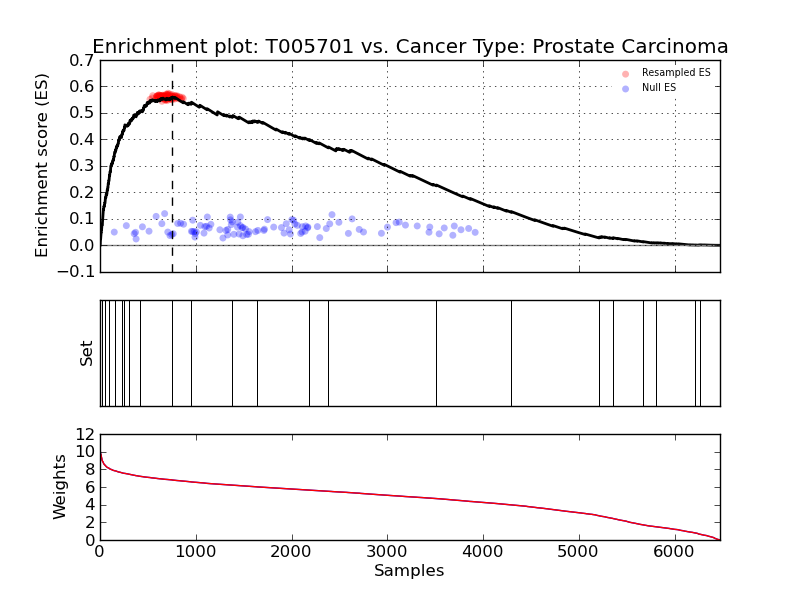 Enrichment plot: T005701 vs. Cancer Type: Prostate Carcinoma
0.7
0.6
0.5
0.4
0.3
0.2
0.1
0.0
−0.1
Enrichment score (ES)
Resampled ES
Null ES
Set
12
10
8
6
4
2
0
Weights
0 1000 2000 3000 4000 5000 6000
Samples